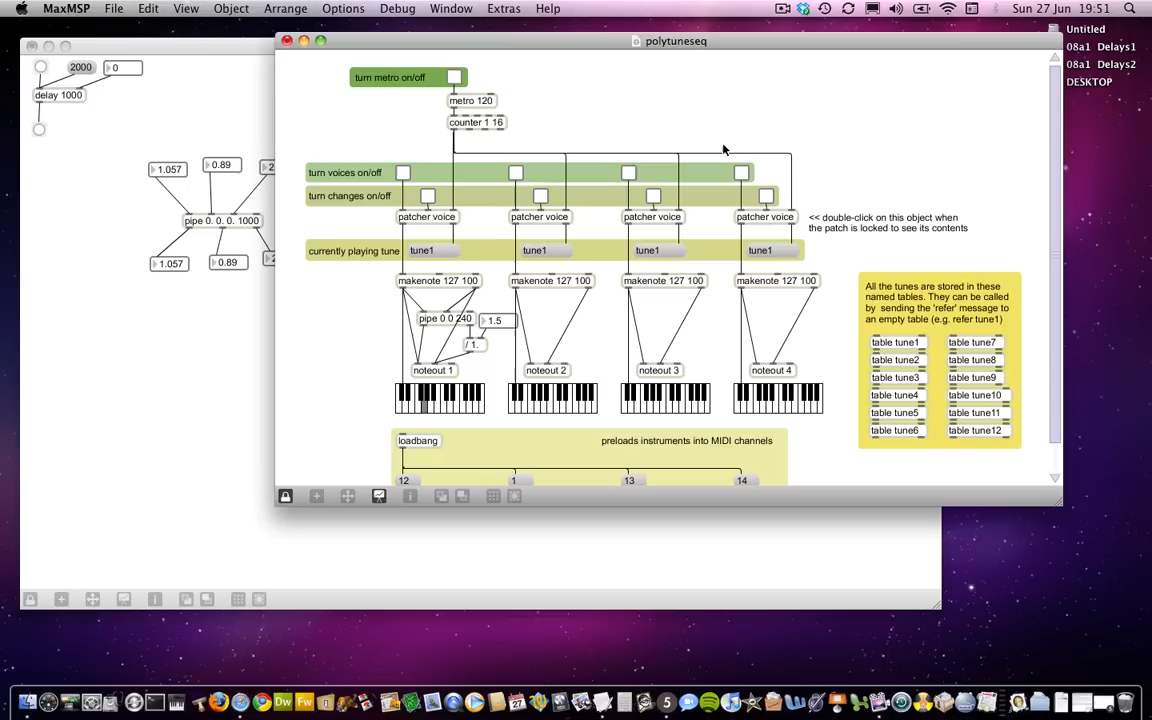 MaxMSP File Edit View Object Arrange Options Debug Window Extras Help
Sun 27 Jun 19:51
Untitled
08a1 Delays1
08a1 Delays2
DESKTOP
2000
0
delay 1000
1.057
0.89
2
pipe 0. 0. 0. 1000
1.057
0.89
2
polytuneseq
turn metro on/off
metro 120
counter 1 16
turn voices on/off
turn changes on/off
patcher voice patcher voice patcher voice patcher voice
<< double-click on this object when
the patch is locked to see its contents
currently playing tune tune1 tune1 tune1 tune1
makenote 127 100 makenote 127 100 makenote 127 100 makenote 127 100
pipe 0 0 240
1.5
/ 1.
noteout 1 noteout 2 noteout 3 noteout 4
All the tunes are stored in these
named tables. They can be called
by sending the 'refer' message to
an empty table (e.g. refer tune1)
table tune1 table tune7
table tune2 table tune8
table tune3 table tune9
table tune4 table tune10
table tune5 table tune11
table tune6 table tune12
loadbang
preloads instruments into MIDI channels
12 1 13 14
Dw
Fw
27
5